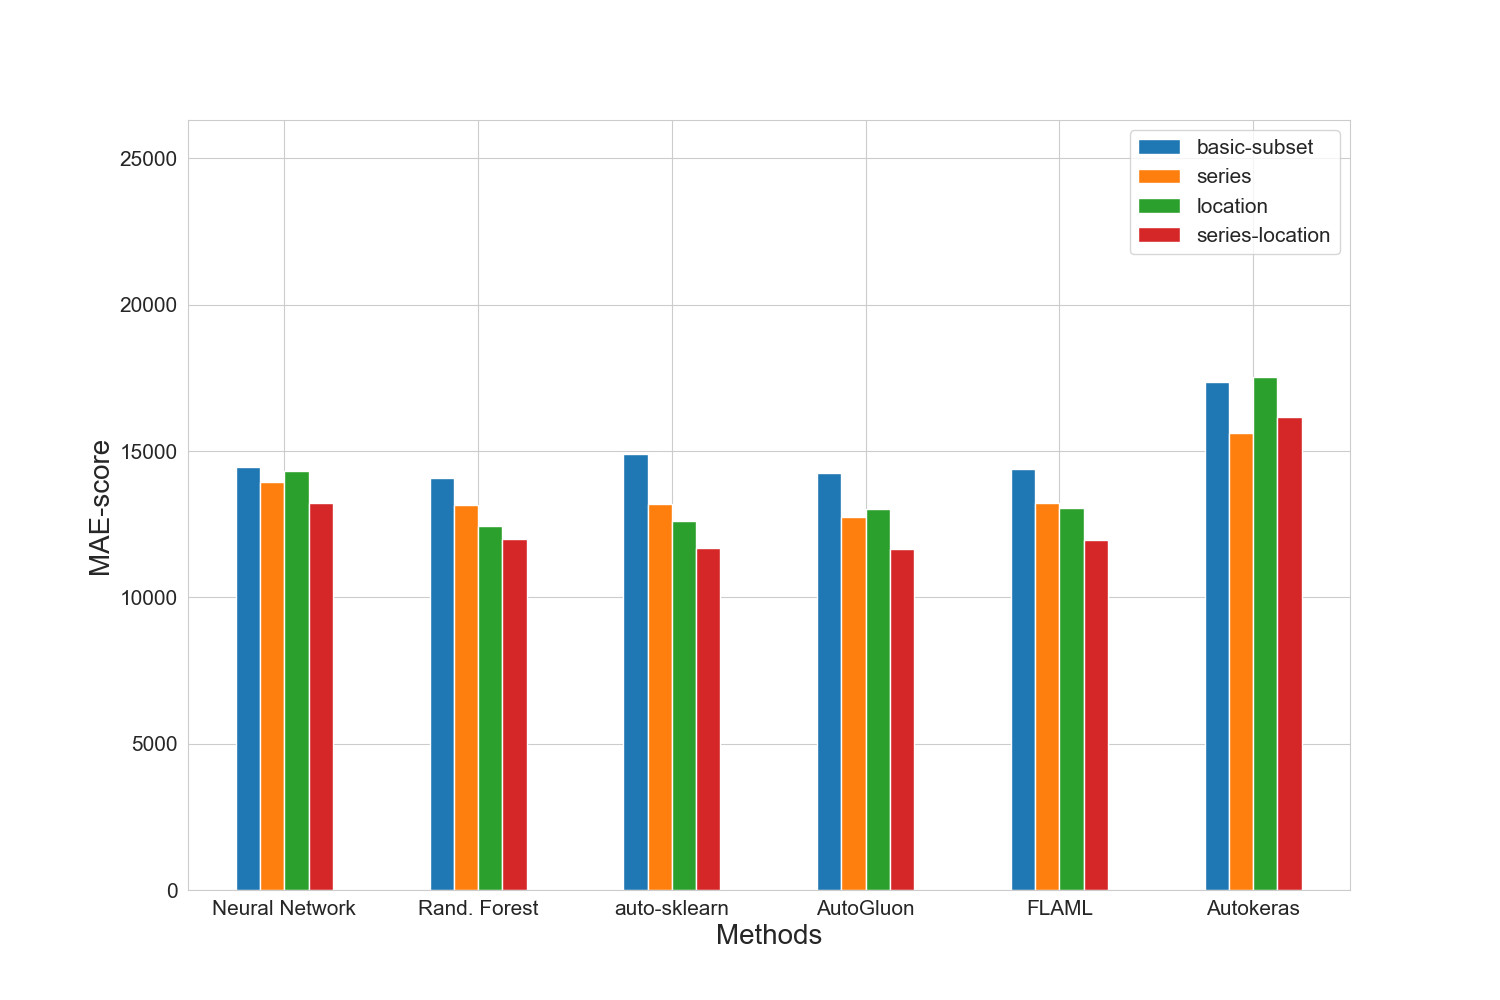 25000
20000
15000
10000
5000
0
MAE-score
basic-subset
series
location
series-location
Neural Network
Rand. Forest
auto-sklearn
AutoGluon
FLAML
Autokeras
Methods